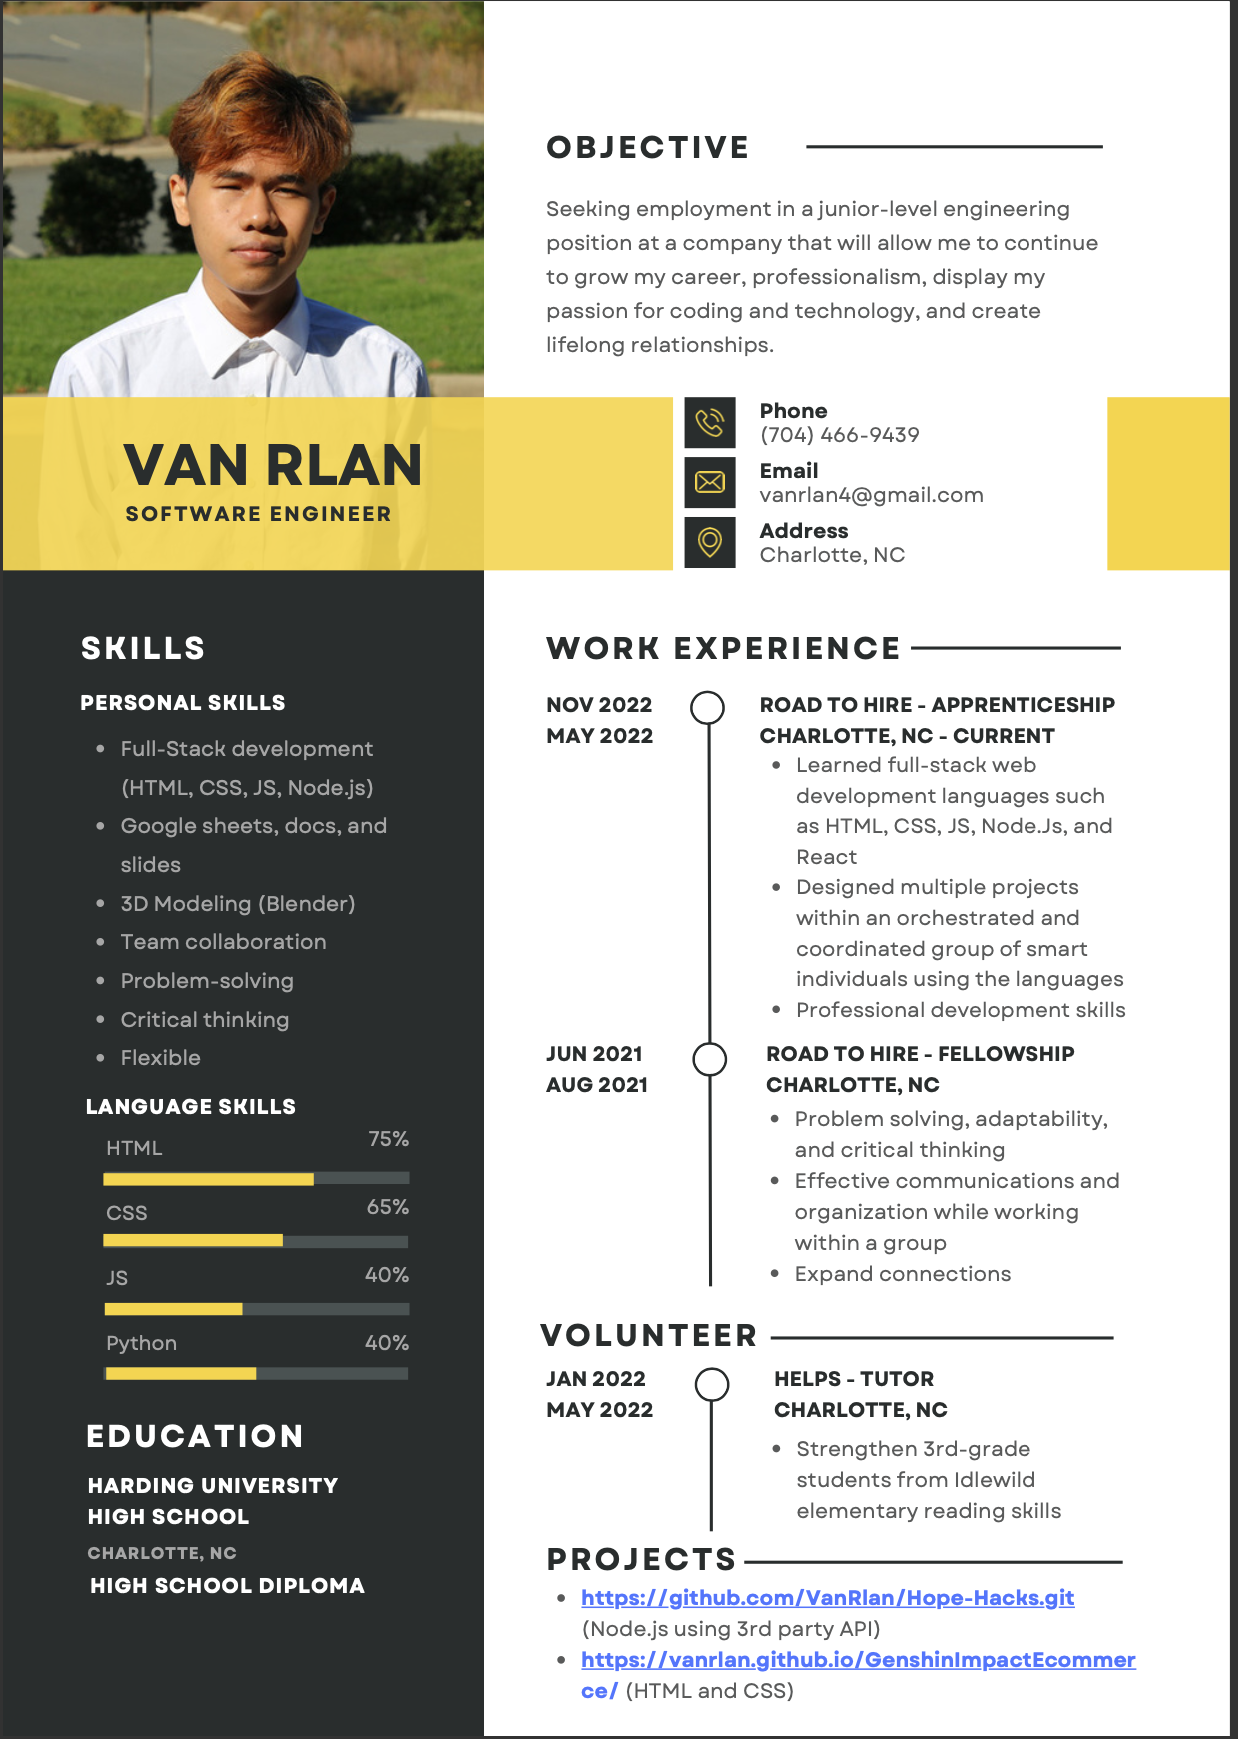 OBJECTIVE
Seeking employment in a junior-level engineering
position at a company that will allow me to continue
to grow my career, professionalism, display my
passion for coding and technology, and create
lifelong relationships.
VAN RLAN
SOFTWARE ENGINEER
Phone
(704) 466-9439
Email
vanrlan4@gmail.com
Address
Charlotte, NC
SKILLS
PERSONAL SKILLS
• Full-Stack development
(HTML, CSS, JS, Node.js)
• Google sheets, docs, and
slides
• 3D Modeling (Blender)
• Team collaboration
• Problem-solving
• Critical thinking
• Flexible
LANGUAGE SKILLS
HTML 75%
CSS 65%
JS 40%
Python 40%
EDUCATION
HARDING UNIVERSITY
HIGH SCHOOL
CHARLOTTE, NC
HIGH SCHOOL DIPLOMA
WORK EXPERIENCE
NOV 2022
MAY 2022
ROAD TO HIRE - APPRENTICESHIP
CHARLOTTE, NC - CURRENT
• Learned full-stack web
development languages such
as HTML, CSS, JS, Node.Js, and
React
• Designed multiple projects
within an orchestrated and
coordinated group of smart
individuals using the languages
• Professional development skills
JUN 2021
AUG 2021
ROAD TO HIRE - FELLOWSHIP
CHARLOTTE, NC
• Problem solving, adaptability,
and critical thinking
• Effective communications and
organization while working
within a group
• Expand connections
VOLUNTEER
JAN 2022
MAY 2022
HELPS - TUTOR
CHARLOTTE, NC
• Strengthen 3rd-grade
students from Idlewild
elementary reading skills
PROJECTS
• https://github.com/VanRlan/Hope-Hacks.git
(Node.js using 3rd party API)
• https://vanrlan.github.io/GenshinImpactEcommer
ce/ (HTML and CSS)